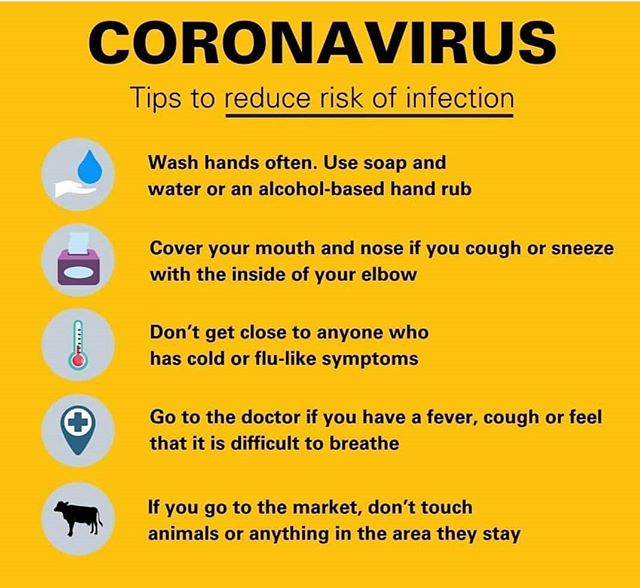 CORONAVIRUS
Tips to reduce risk of infection
Wash hands often. Use soap and
water or an alcohol-based hand rub
Cover your mouth and nose if you cough or sneeze
with the inside of your elbow
Don't get close to anyone who
has cold or flu-like symptoms
Go to the doctor if you have a fever, cough or feel
that it is difficult to breathe
If you go to the market, don't touch
animals or anything in the area they stay